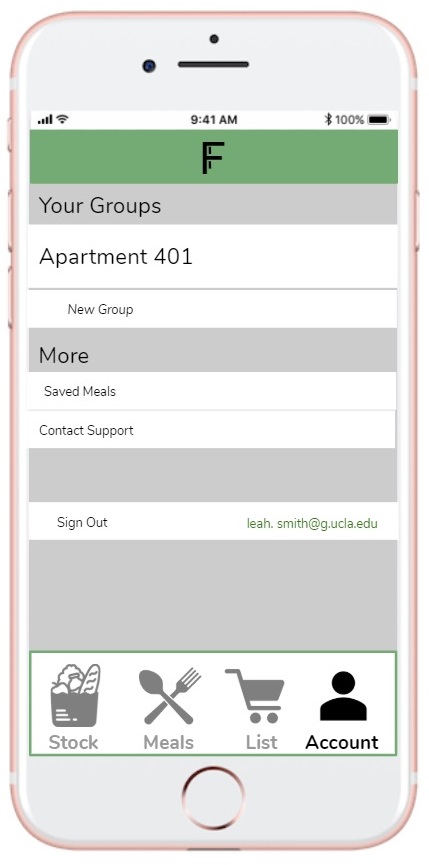 9:41 AM
100%
F
Your Groups
Apartment 401
New Group
More
Saved Meals
Contact Support
Sign Out leah. smith@g.ucla.edu
Stock Meals List Account